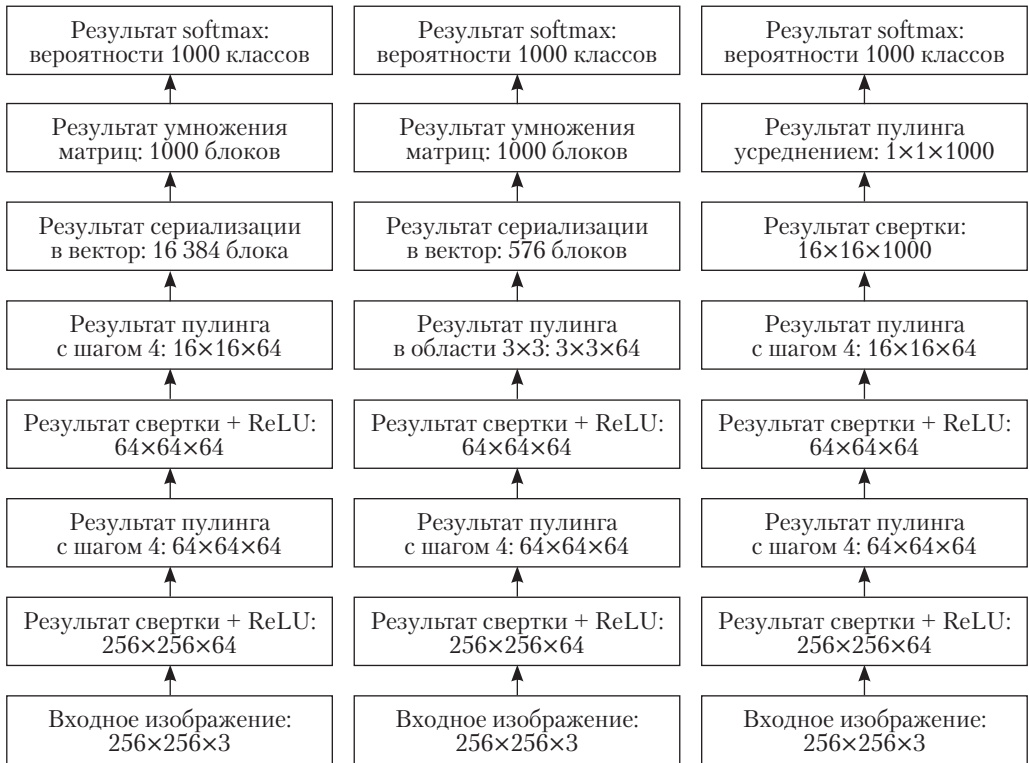 Результат softmax:
вероятности 1000 классов
Результат умножения
матриц: 1000 блоков
Результат сериализации
в вектор: 16 384 блока
Результат пулинга
с шагом 4: 16×16×64
Результат свертки + ReLU:
64×64×64
Результат пулинга
с шагом 4: 64×64×64
Результат свертки + ReLU:
256×256×64
Входное изображение:
256×256×3
Результат softmax:
вероятности 1000 классов
Результат умножения
матриц: 1000 блоков
Результат сериализации
в вектор: 576 блоков
Результат пулинга
в области 3×3: 3×3×64
Результат свертки + ReLU:
64×64×64
Результат пулинга
с шагом 4: 64×64×64
Результат свертки + ReLU:
256×256×64
Входное изображение:
256×256×3
Результат softmax:
вероятности 1000 классов
Результат пулинга
усреднением: 1×1×1000
Результат свертки:
16×16×1000
Результат пулинга
с шагом 4: 16×16×64
Результат свертки + ReLU:
64×64×64
Результат пулинга
с шагом 4: 64×64×64
Результат свертки + ReLU:
256×256×64
Входное изображение:
256×256×3